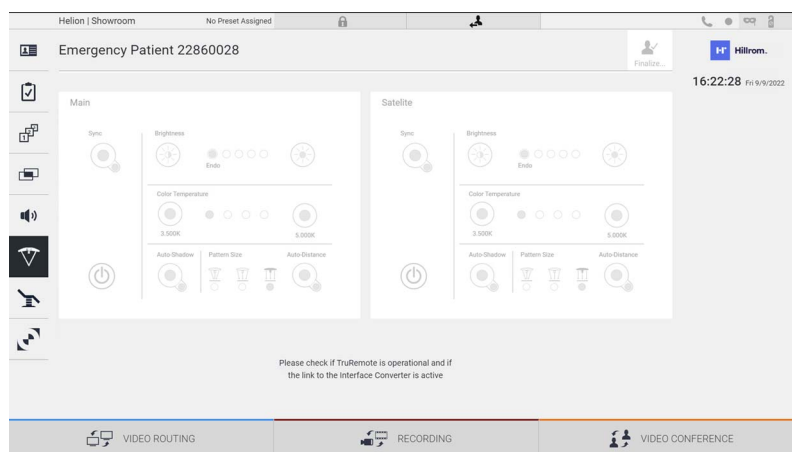 Helion | Showroom
No Preset Assigned
Emergency Patient 22860028
Finalize...
Hillrom.
16:22:28 Fri 9/9/2022
Main
Sync
Brightness
Endo
Color Temperature
3.500K
5.000K
Auto-Shadow
Pattern Size
Auto-Distance
Satelite
Sync
Brightness
Endo
Color Temperature
3.500K
5.000K
Auto-Shadow
Pattern Size
Auto-Distance
Please check if TruRemote is operational and if
the link to the Interface Converter is active
VIDEO ROUTING
RECORDING
VIDEO CONFERENCE